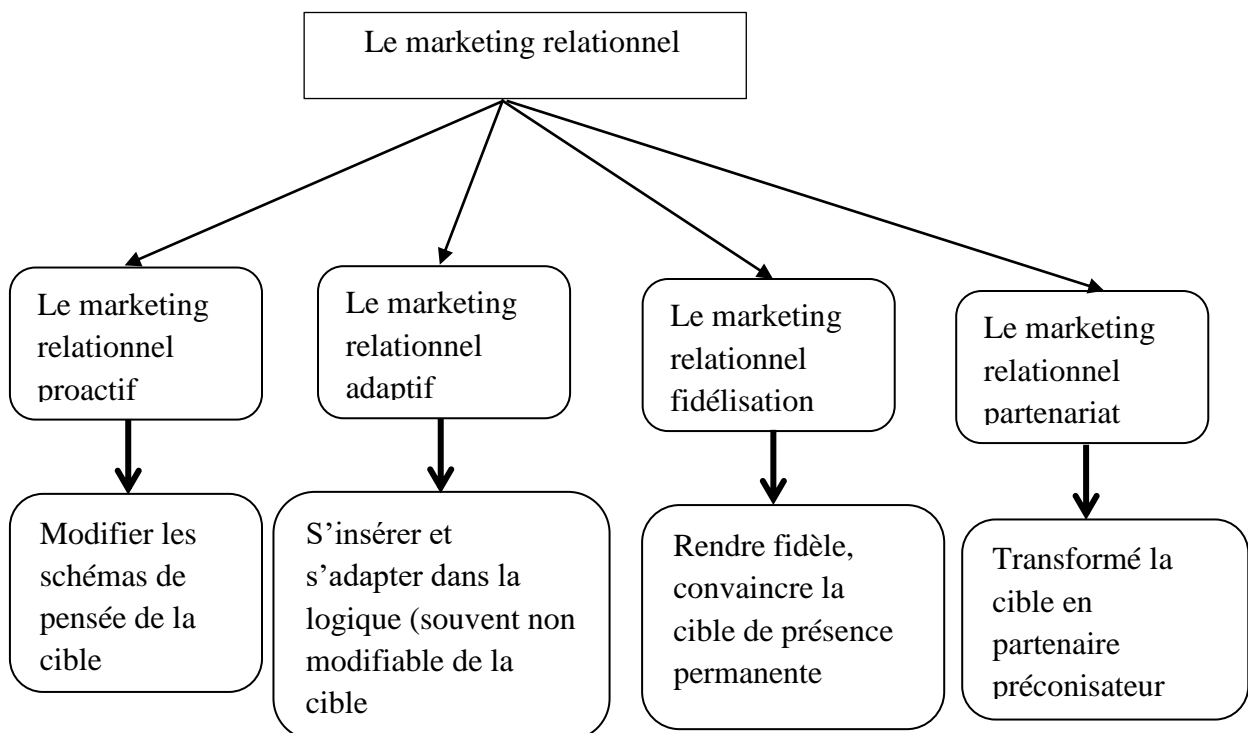 Le marketing relationnel
Le marketing
relationnel
proactif
Le marketing
relationnel
adaptif
Le marketing
relationnel
fidélisation
Le marketing
relationnel
partenariat
Modifier les
schémas de
pensée de la
cible
S’insérer et
s’adapter dans la
logique (souvent non
modifiable de la
cible
Rendre fidèle,
convaincre la
cible de présence
permanente
Transformé la
cible en
partenaire
préconisateur